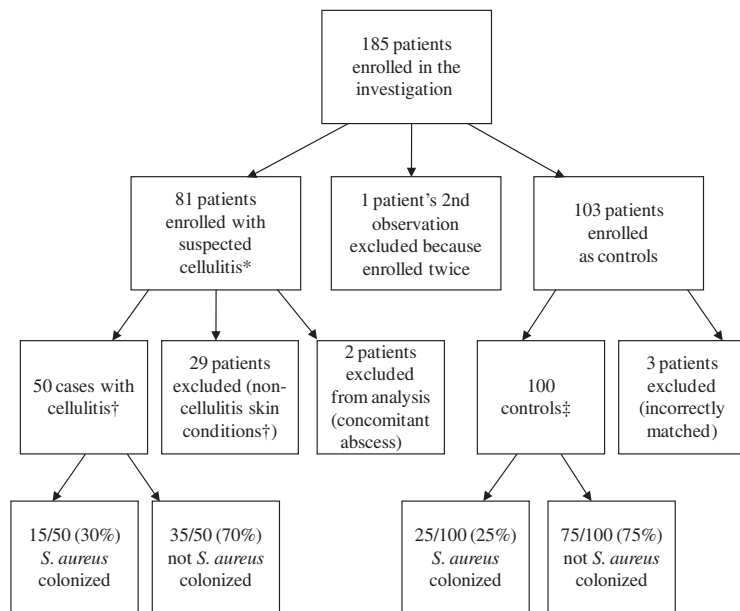 185 patients
enrolled in the
investigation
81 patients
enrolled with
suspected
cellulitis*
1 patient's 2nd
observation
excluded because
enrolled twice
103 patients
enrolled
as controls
50 cases with
cellulitis†
29 patients
excluded (non-
cellulitis skin
conditions†)
2 patients
excluded
from analysis
(concomitant
abscess)
100
controls‡
3 patients
excluded
(incorrectly
matched)
15/50 (30%)
S. aureus
colonized
35/50 (70%)
not S. aureus
colonized
25/100 (25%)
S. aureus
colonized
75/100 (75%)
not S. aureus
colonized